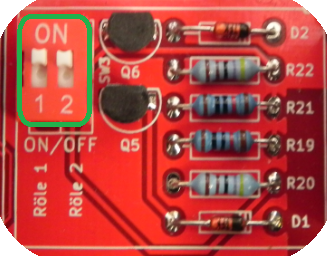 ON
1 2
SW3
ON/OFF
Röle 1
Röle 2
Q6
Q5
D2
R22
R21
R19
R20
D1